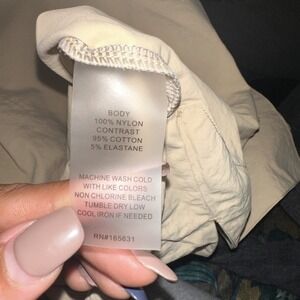 BODY
100% NYLON
CONTRAST
95% COTTON
5% ELASTANE
MACHINE WASH COLD
WITH LIKE COLORS
NON CHLORINE BLEACH
TUMBLE DRY LOW
COOL IRON IF NEEDED
RN#165631